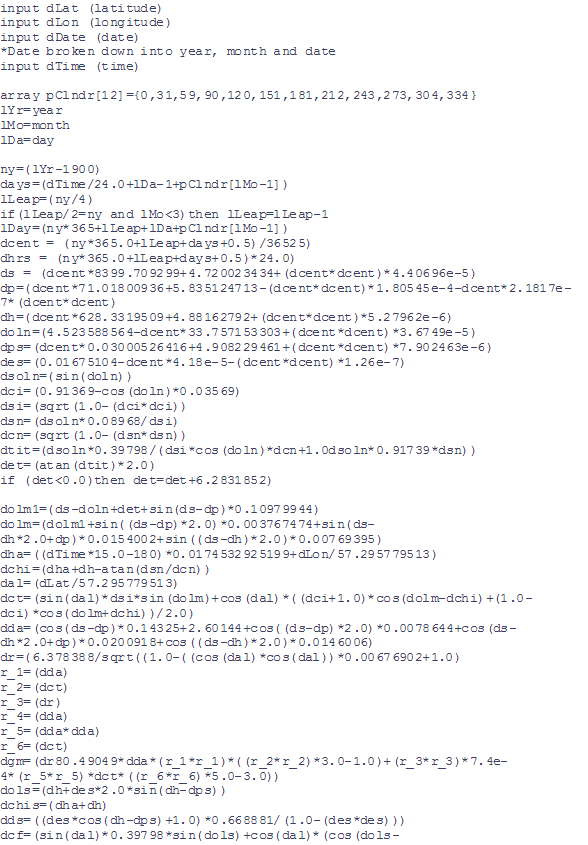 input dLat (latitude)
input dLon (longitude)
input dDate (date)
*Date broken down into year, month and date
input dTime (time)
array pClndr[12]={0,31,59,90,120,151,181,212,243,273,304,334}
lYr=year
lMo=month
lDa=day
ny=(lYr-1900)
days=(dTime/24.0+lDa-1+pClndr[lMo-1])
lLeap=(ny/4)
if(lLeap/2=ny and lMo<3)then lLeap=lLeap-1
lDay=(ny*365+lLeap+lDa+pClndr[lMo-1])
dcent = (ny*365.0+lLeap+days+0.5)/36525)
dhrs = (ny*365.0+lLeap+days+0.5)*24.0)
ds = (dcent*8399.709299+4.720023434+(dcent*dcent)*4.40696e-5)
dp=(dcent*71.01800936+5.835124713-(dcent*dcent)*1.80545e-4-dcent*2.1817e-
7*(dcent*dcent)
dh=(dcent*628.3319509+4.88162792+(dcent*dcent)*5.27962e-6)
doln=(4.523588564-dcent*33.757153303+(dcent*dcent)*3.6749e-5)
dps=(dcent*0.03000526416+4.908229461+(dcent*dcent)*7.902463e-6)
des=(0.01675104-dcent*4.18e-5-(dcent*dcent)*1.26e-7)
dsoln=(sin(doln))
dci=(0.91369-cos(doln)*0.03569)
dsi=(sqrt(1.0-(dci*dci))
dsn=(dsoln*0.08968/dsi)
dcn=(sqrt(1.0-(dsn*dsn))
dtit=(dsoln*0.39798/(dsi*cos(doln)*dcn+1.0dsoln*0.91739*dsn))
det=(atan(dtit)*2.0)
if (det<0.0)then det=det+6.2831852)
dolm1=(ds-doln+det+sin(ds-dp)*0.10979944)
dolm=(dolm1+sin((ds-dp)*2.0)*0.003767474+sin(ds-
dh*2.0+dp)*0.0154002+sin((ds-dh)*2.0)*0.00769395)
dha=((dTime*15.0-180)*0.0174532925199+dLon/57.295779513)
dchi=(dha+dh-atan(dsn/dcn))
dal=(dLat/57.295779513)
dct=(sin(dal)*dsi*sin(dolm)+cos(dal)*((dci+1.0)*cos(dolm-dchi)+(1.0-
dci)*cos(dolm+dchi))/2.0)
dda=(cos(ds-dp)*0.14325+2.60144+cos((ds-dp)*2.0)*0.0078644+cos(ds-
dh*2.0+dp)*0.0200918+cos((ds-dh)*2.0)*0.0146006)
dr=(6.378388/sqrt((1.0-((cos(dal)*cos(dal))*0.00676902+1.0)
r_1=(dda)
r_2=(dct)
r_3=(dr)
r_4=(dda)
r_5=(dda*dda)
r_6=(dct)
dgm=(dr80.49049*dda*(r_1*r_1)*((r_2*r_2)*3.0-1.0)+(r_3*r_3)*7.4e-
4*(r_5*r_5)*dct*((r_6*r_6)*5.0-3.0))
dols=(dh+des*2.0*sin(dh-dps))
dchis=(dha+dh)
dds=((des*cos(dh-dps)+1.0)*0.668881/(1.0-(des*des)))
dcf=(sin(dal)*0.39798*sin(dols)+cos(dal)*(cos(dols-